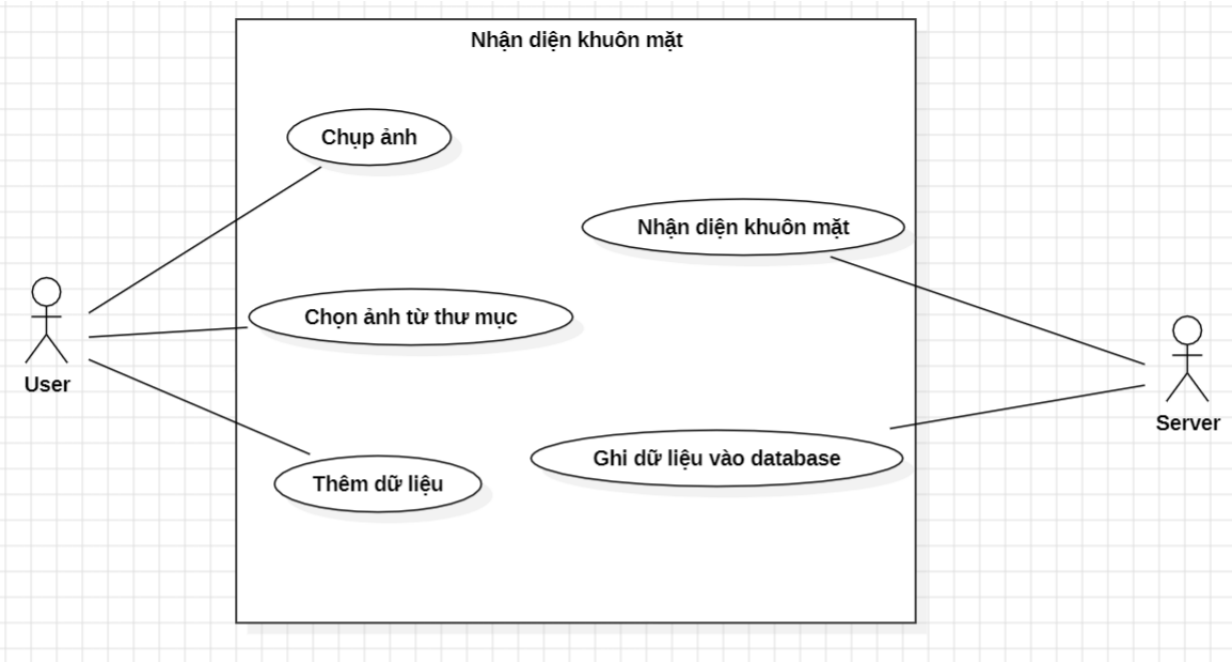 Nhận diện khuôn mặt
Chụp ảnh
Nhận diện khuôn mặt
Chọn ảnh từ thư mục
User
Server
Ghi dữ liệu vào database
Thêm dữ liệu